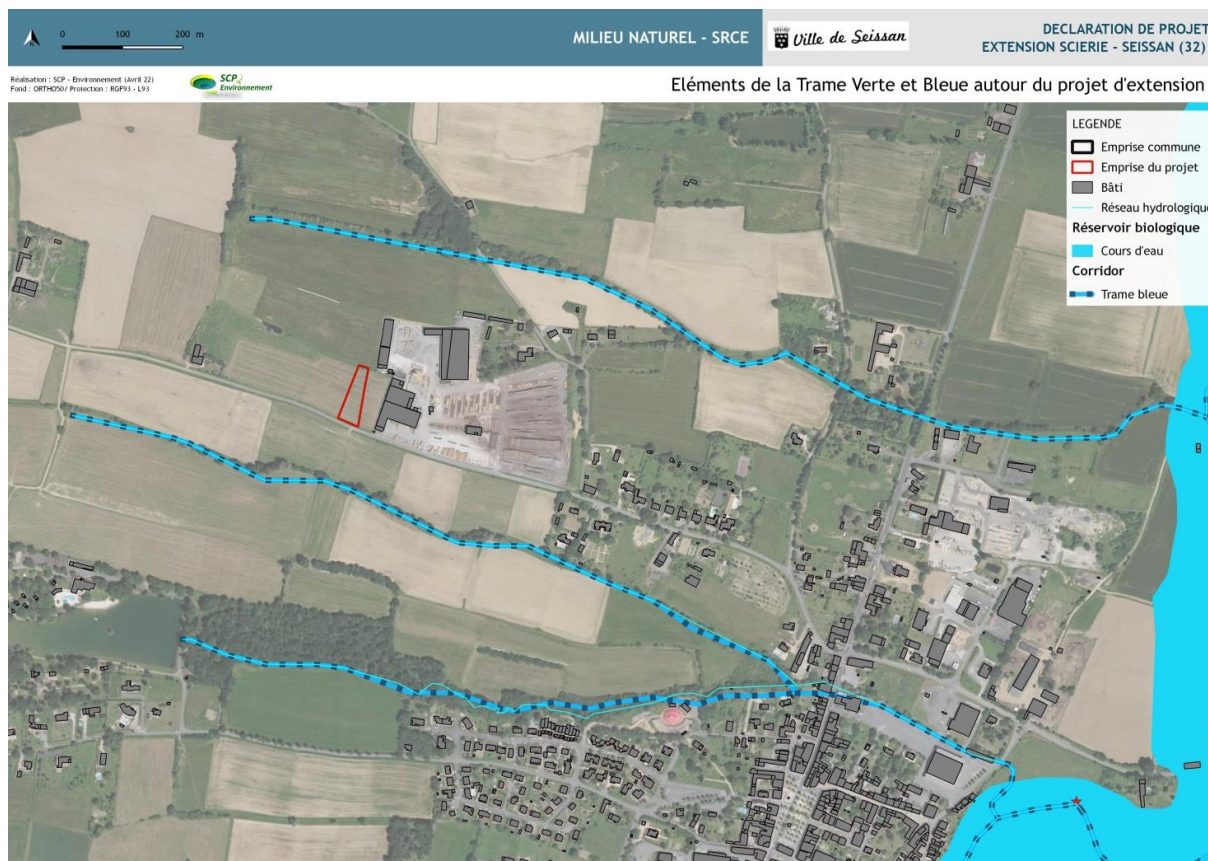 N
0 100 200 m
MILIEU NATUREL - SRCE
Ville de Seissan
DECLARATION DE PROJET
EXTENSION SCIERIE - SEISSAN (32)
Réalisation : SCP - Environnement (Avril 22)
Fond : ORTHO50/ Protection : RGF93 - L93
SCP
Environnement
Eléments de la Trame Verte et Bleue autour du projet d'extension
LEGENDE
Emprise commune
Emprise du projet
Bâti
Réseau hydrologique
Réservoir biologique
Cours d'eau
Corridor
Trame bleue